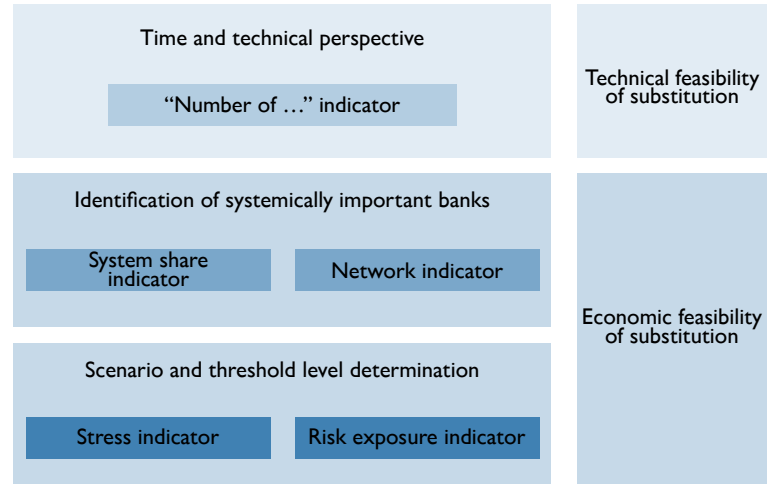 Time and technical perspective
“Number of …” indicator
Technical feasibility
of substitution
Identification of systemically important banks
System share
indicator
Network indicator
Economic feasibility
of substitution
Scenario and threshold level determination
Stress indicator
Risk exposure indicator